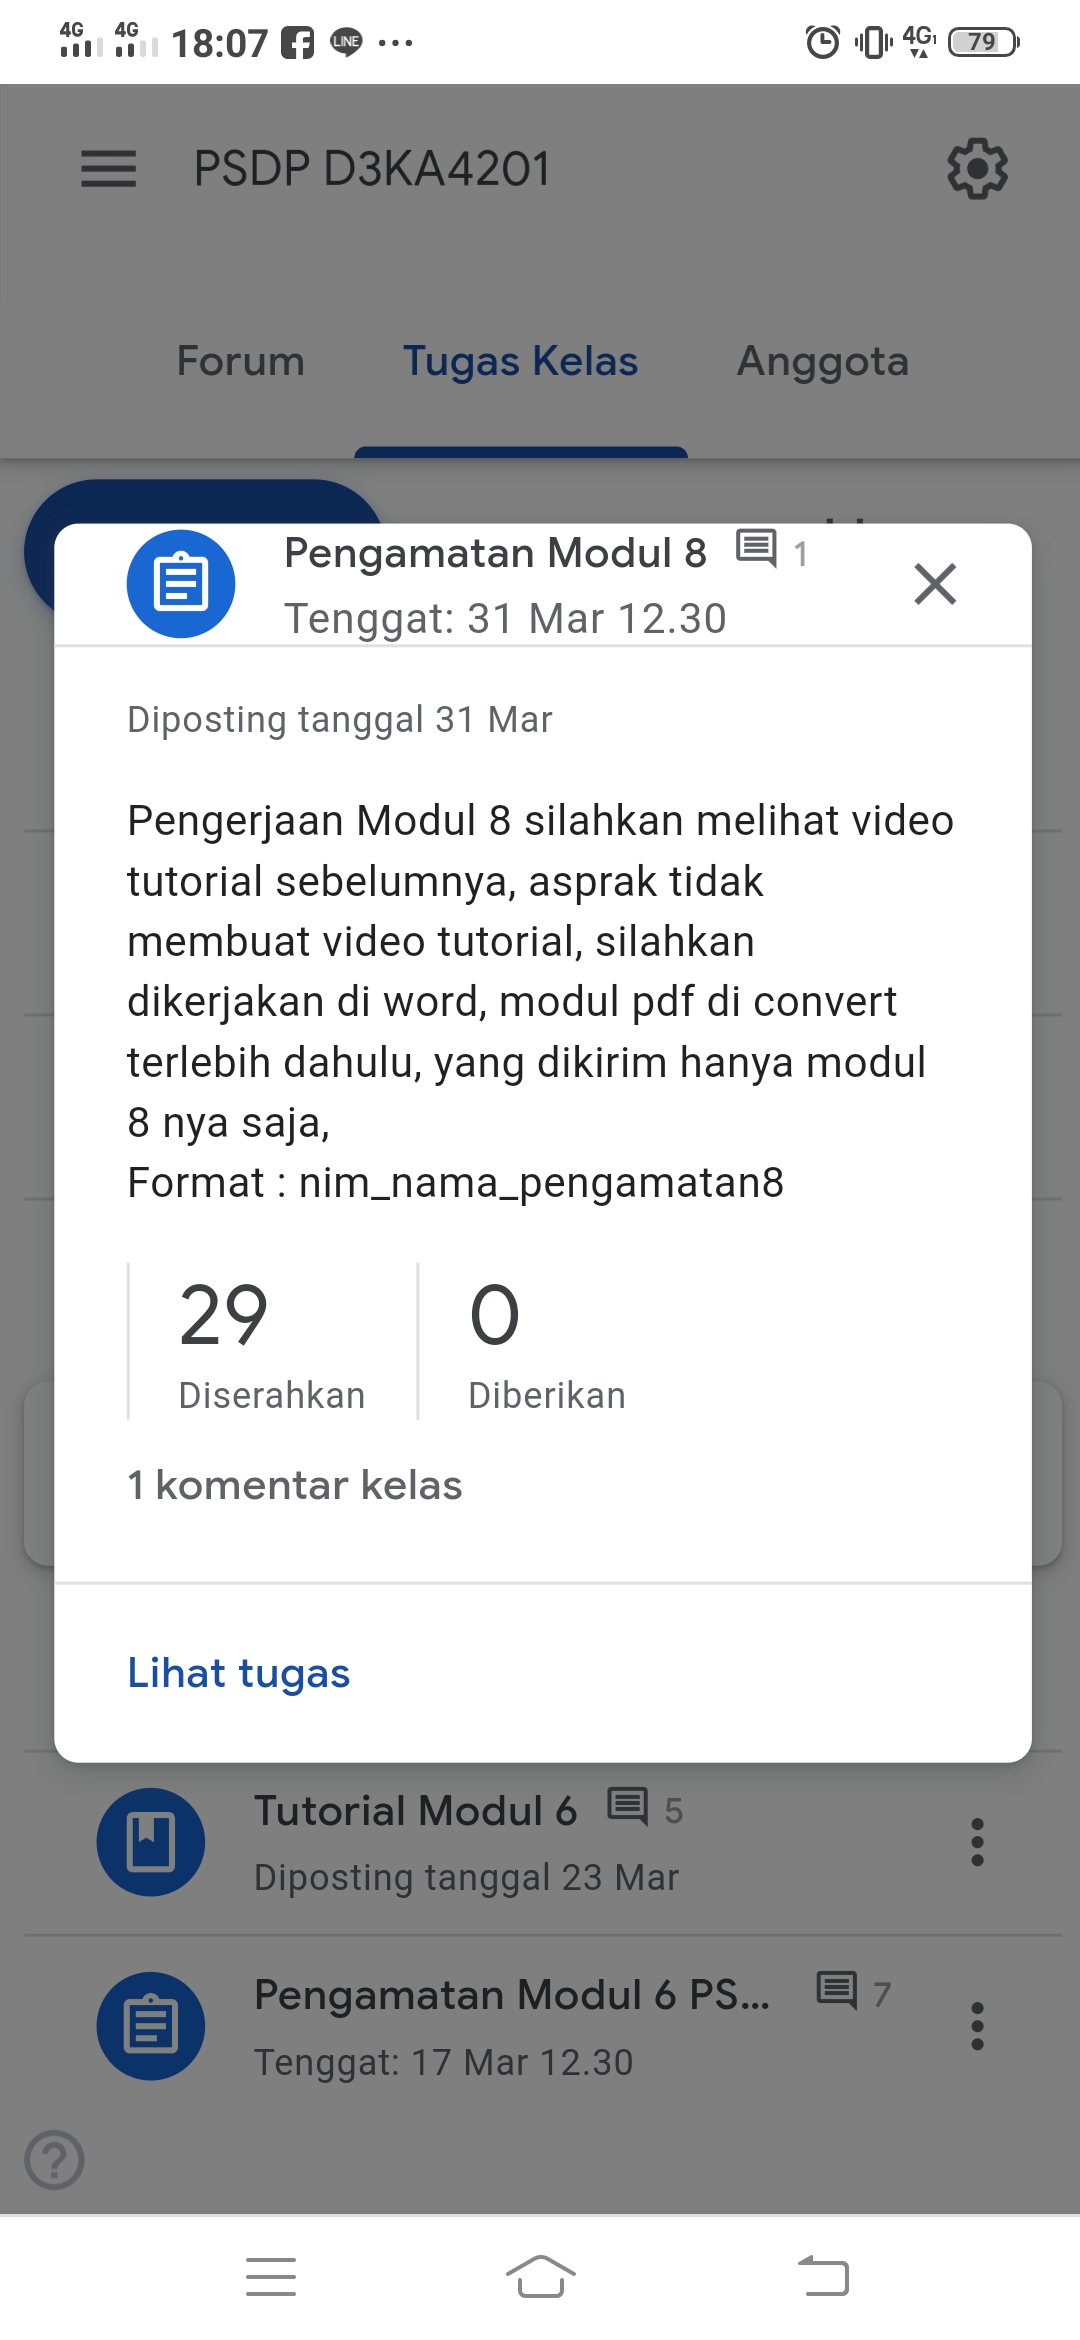 4G 4G 18:07 LINE 4G1 79
PSDP D3KA4201
Forum Tugas Kelas Anggota
Pengamatan Modul 8 1
Tenggat: 31 Mar 12.30
Diposting tanggal 31 Mar
Pengerjaan Modul 8 silahkan melihat video
tutorial sebelumnya, asprak tidak
membuat video tutorial, silahkan
dikerjakan di word, modul pdf di convert
terlebih dahulu, yang dikirim hanya modul
8 nya saja,
Format : nim_nama_pengamatan8
29 0
Diserahkan Diberikan
1 komentar kelas
Lihat tugas
Tutorial Modul 6 5
Diposting tanggal 23 Mar
Pengamatan Modul 6 PS... 7
Tenggat: 17 Mar 12.30